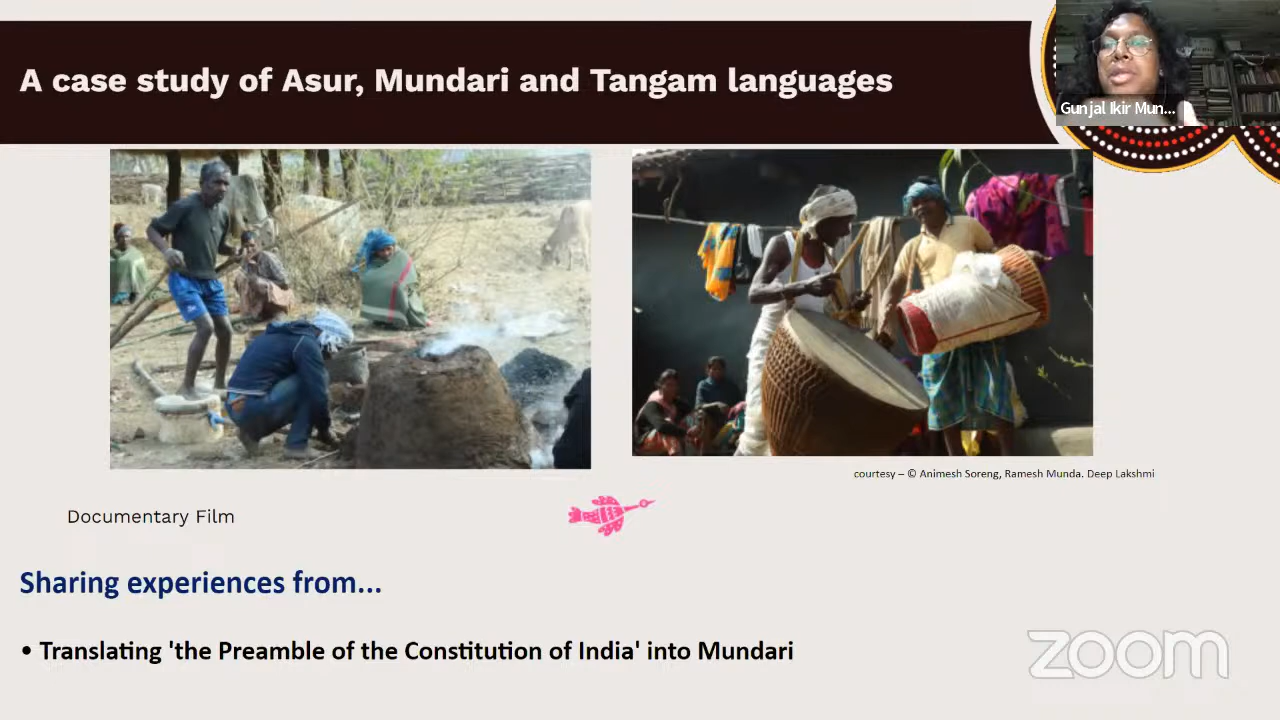 A case study of Asur, Mundari and Tangam languages
Gunjal Ikir Mun...
courtesy – © Animesh Soreng, Ramesh Munda. Deep Lakshmi
Documentary Film
Sharing experiences from...
• Translating 'the Preamble of the Constitution of India' into Mundari
zoom